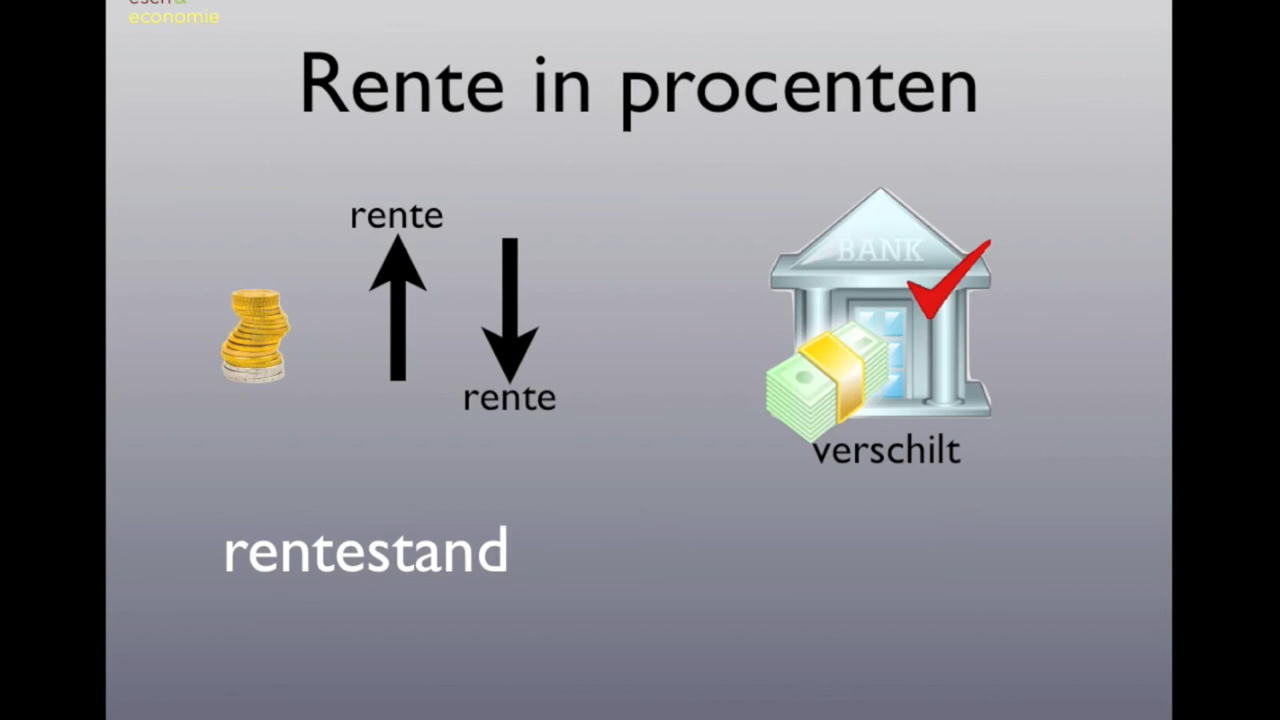 economie
Rente in procenten
rente
BANK
rente
verschilt
rentestand